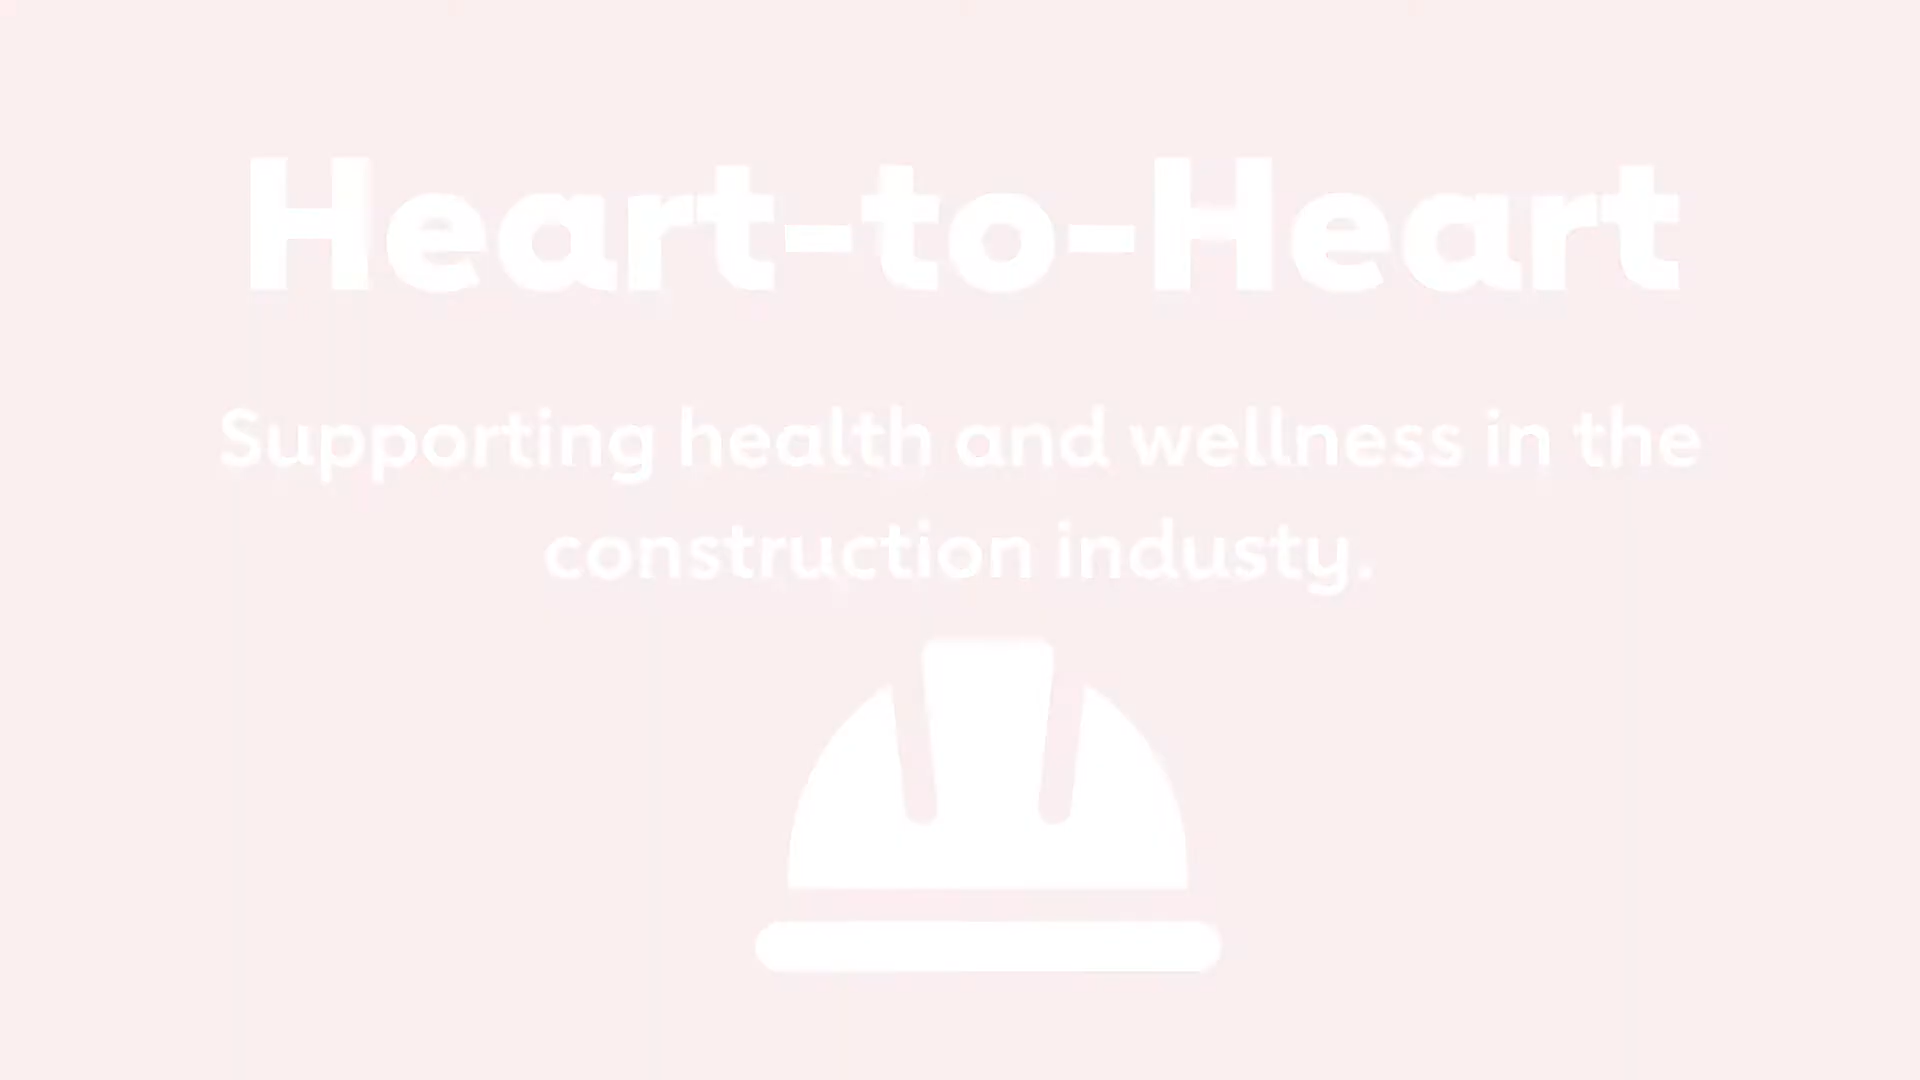 Heart-to-Heart
Supporting health and wellness in the
construction industy.